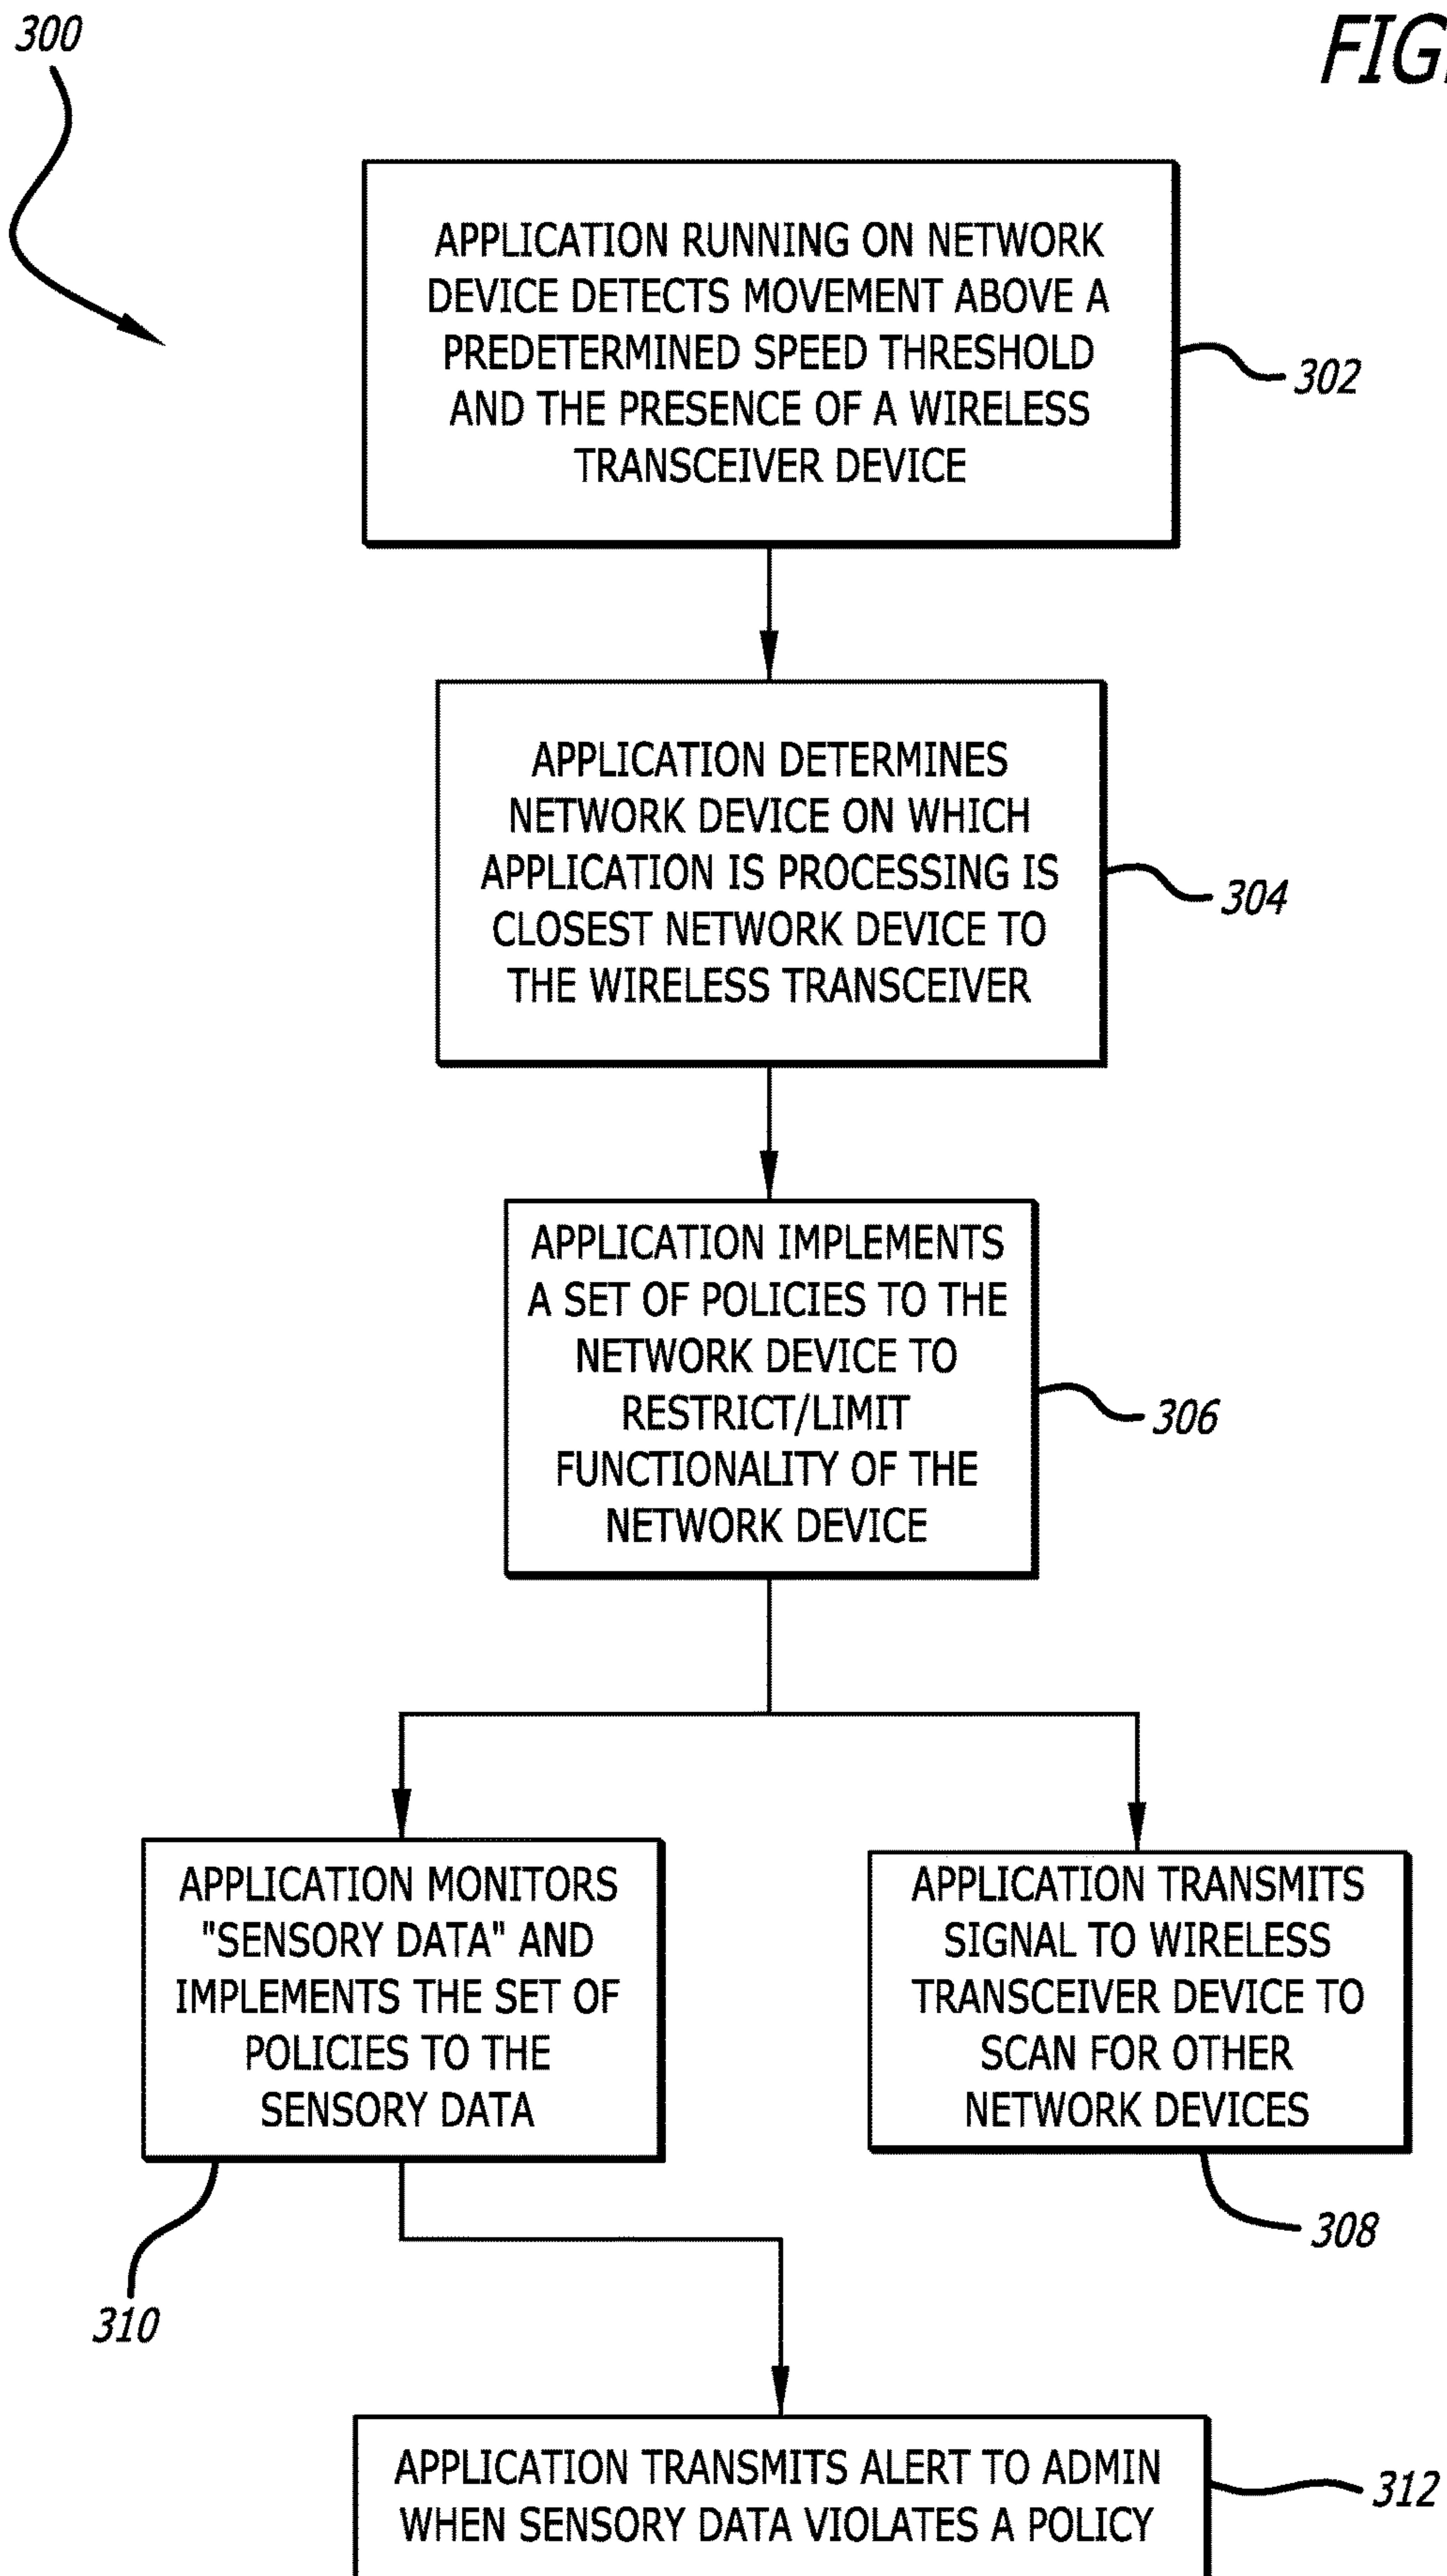 300
FIG
APPLICATION RUNNING ON NETWORK
DEVICE DETECTS MOVEMENT ABOVE A
PREDETERMINED SPEED THRESHOLD
AND THE PRESENCE OF A WIRELESS
TRANSCEIVER DEVICE
302
APPLICATION DETERMINES
NETWORK DEVICE ON WHICH
APPLICATION IS PROCESSING IS
CLOSEST NETWORK DEVICE TO
THE WIRELESS TRANSCEIVER
304
APPLICATION IMPLEMENTS
A SET OF POLICIES TO THE
NETWORK DEVICE TO
RESTRICT/LIMIT
FUNCTIONALITY OF THE
NETWORK DEVICE
306
APPLICATION MONITORS
"SENSORY DATA" AND
IMPLEMENTS THE SET OF
POLICIES TO THE
SENSORY DATA
310
APPLICATION TRANSMITS
SIGNAL TO WIRELESS
TRANSCEIVER DEVICE TO
SCAN FOR OTHER
NETWORK DEVICES
308
APPLICATION TRANSMITS ALERT TO ADMIN
WHEN SENSORY DATA VIOLATES A POLICY
312